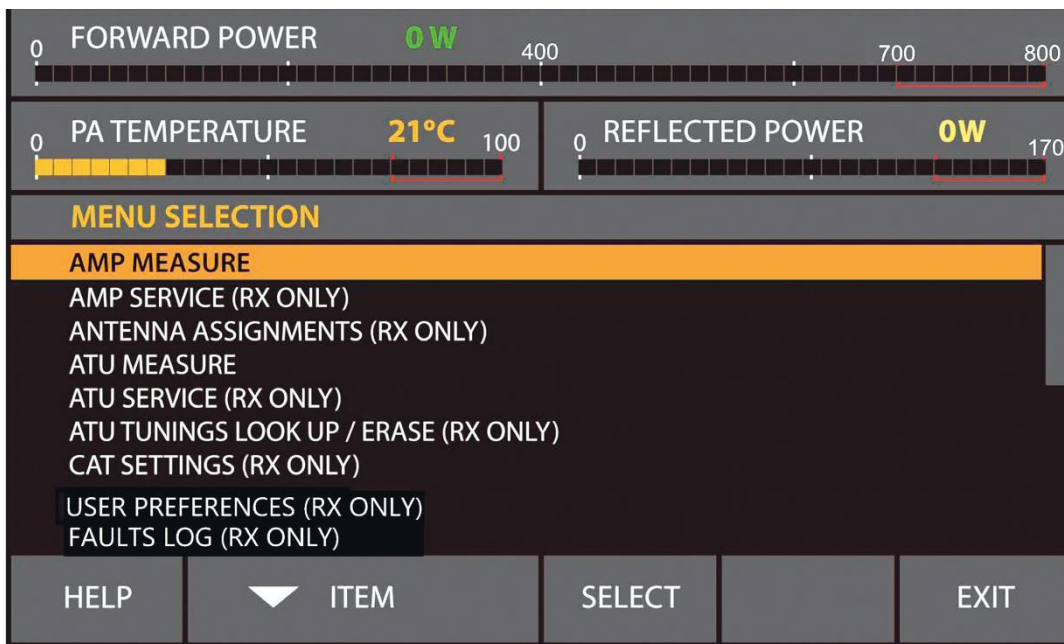 0 FORWARD POWER 0 W 400 700 800
0 PA TEMPERATURE 21°C 100 0 REFLECTED POWER 0W 170
MENU SELECTION
AMP MEASURE
AMP SERVICE (RX ONLY)
ANTENNA ASSIGNMENTS (RX ONLY)
ATU MEASURE
ATU SERVICE (RX ONLY)
ATU TUNINGS LOOK UP / ERASE (RX ONLY)
CAT SETTINGS (RX ONLY)
USER PREFERENCES (RX ONLY)
FAULTS LOG (RX ONLY)
HELP ITEM SELECT EXIT